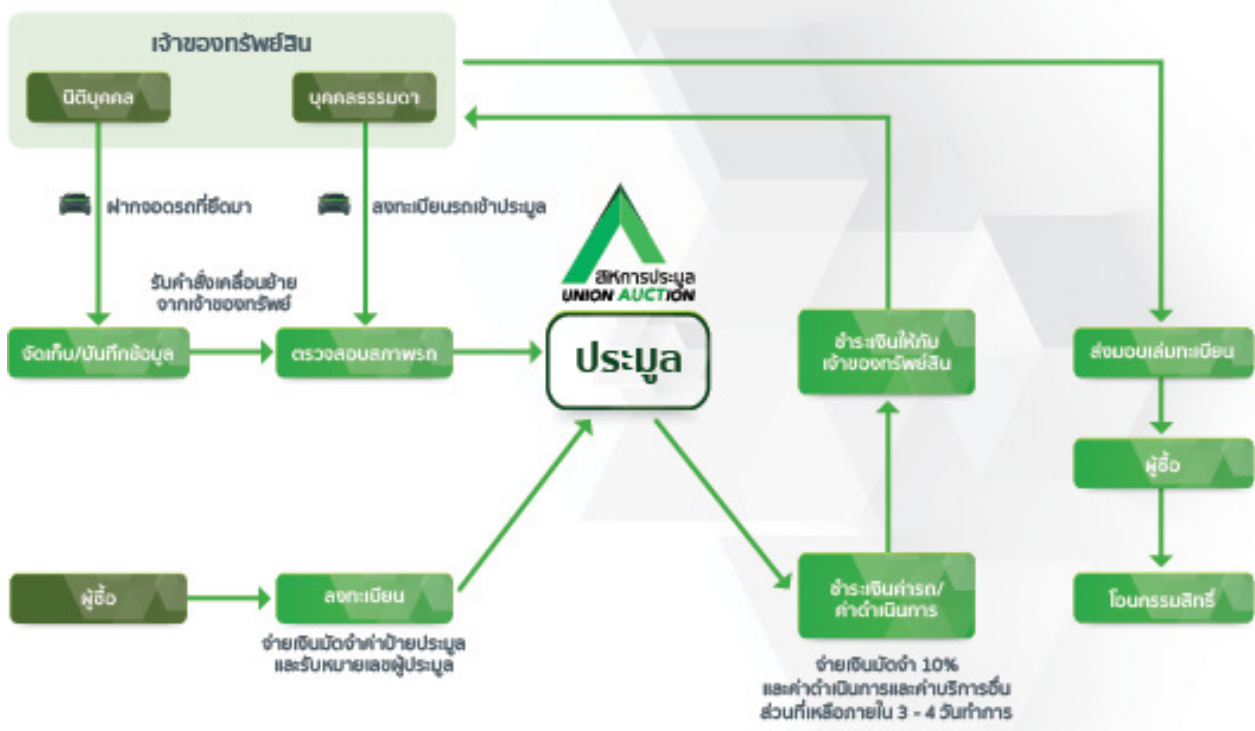 เจ้าของทรัพย์สิน
นิติบุคคล
บุคคลธรรมดา
ฝากจอดรถที่ยึดมา
ลงทะเบียนรถเข้าประมูล
รับคำสั่งเคลื่อนย้าย
จากเจ้าของทรัพย์
จัดเก็บ/บันทึกข้อมูล
ตรวจสอบสภาพรถ
สหการประมูล
UNION AUCTION
ประมูล
ชำระเงินให้กับ
เจ้าของทรัพย์สิน
ส่งมอบเล่มทะเบียน
ผู้ซื้อ
โอนกรรมสิทธิ์
ผู้ซื้อ
ลงทะเบียน
จ่ายเงินมัดจำค่าป้ายประมูล
และรับหมายเลขผู้ประมูล
ชำระเงินค่ารถ/
ค่าดำเนินการ
จ่ายเงินมัดจำ 10%
และค่าดำเนินการและค่าบริการอื่น
ส่วนที่เหลือภายใน 3 - 4 วันทำการ